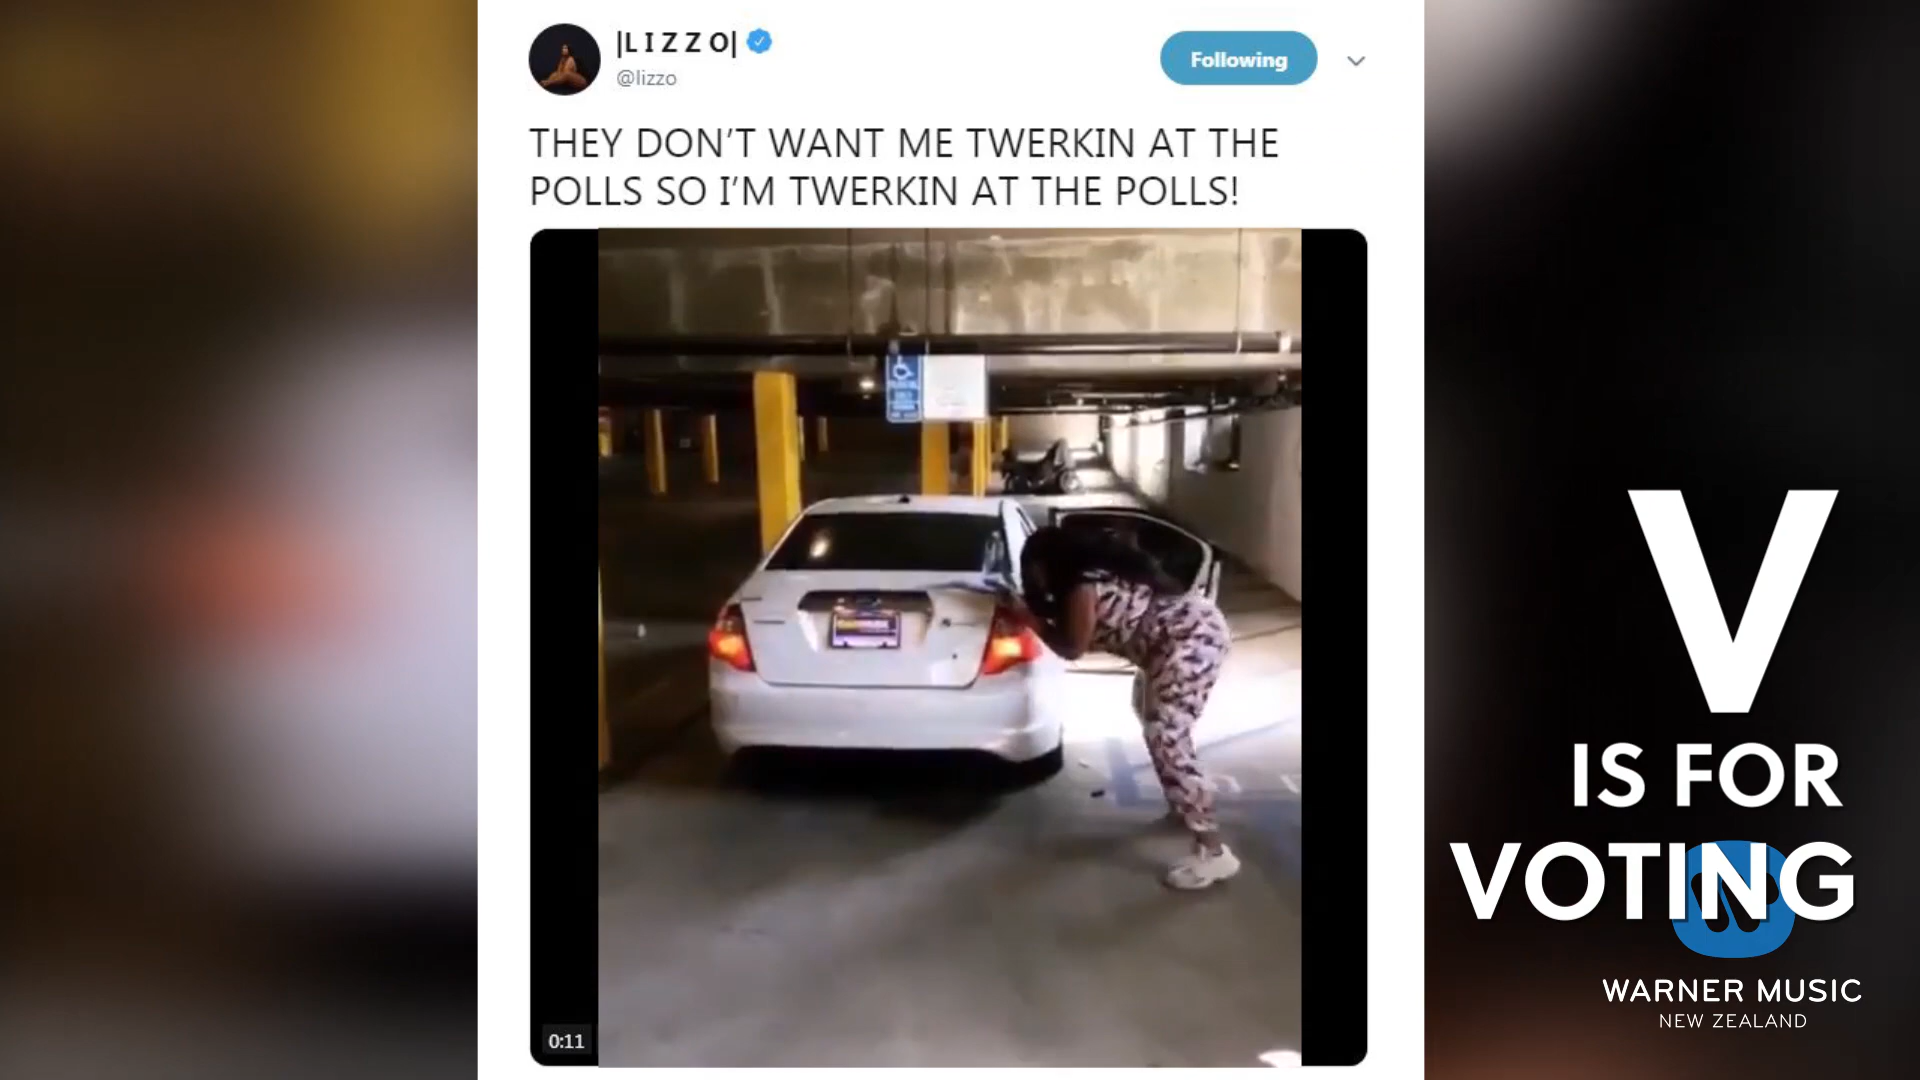 |L I Z Z O|
@lizzo
Following
THEY DON'T WANT ME TWERKIN AT THE
POLLS SO I'M TWERKIN AT THE POLLS!
0:11
V
IS FOR
VOTING
WARNER MUSIC
NEW ZEALAND